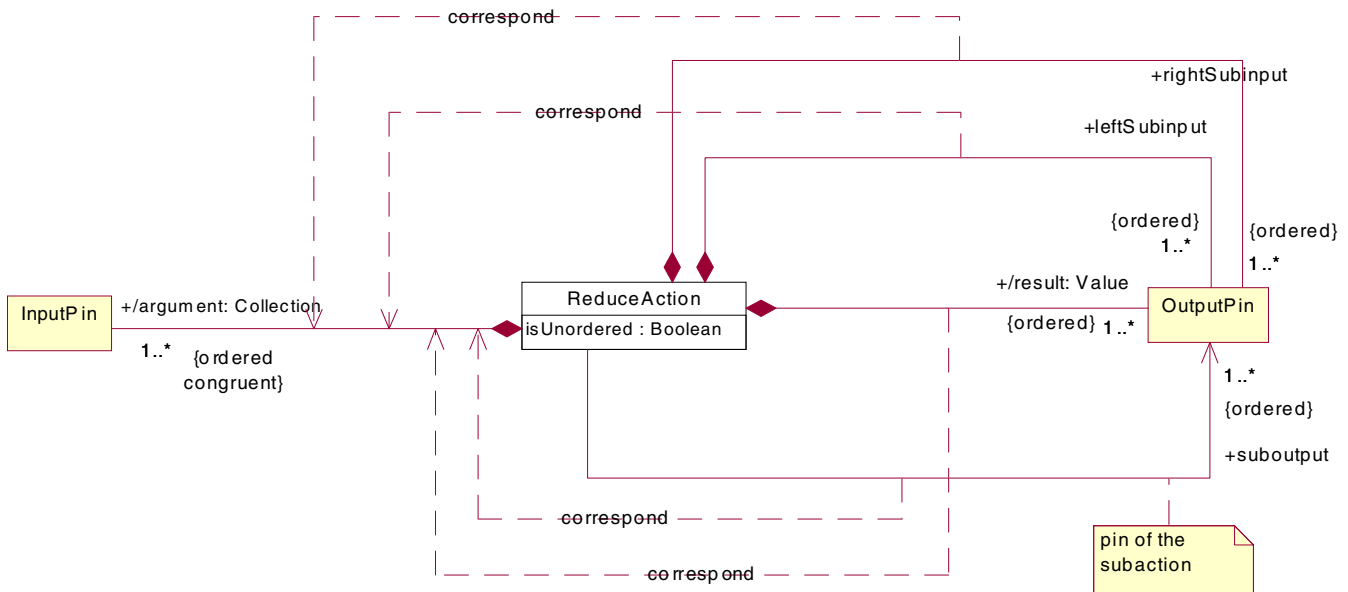 correspond
+rightSubinput
correspond
+leftSubinput
{ordered}
1..*
{ordered}
1..*
ReduceAction
isUnordered : Boolean
+/result: Value
{ordered} 1..*
OutputPin
InputPin
+/argument: Collection
1..*
{ordered
congruent}
1..*
{ordered}
+suboutput
correspond
pin of the
subaction
correspond